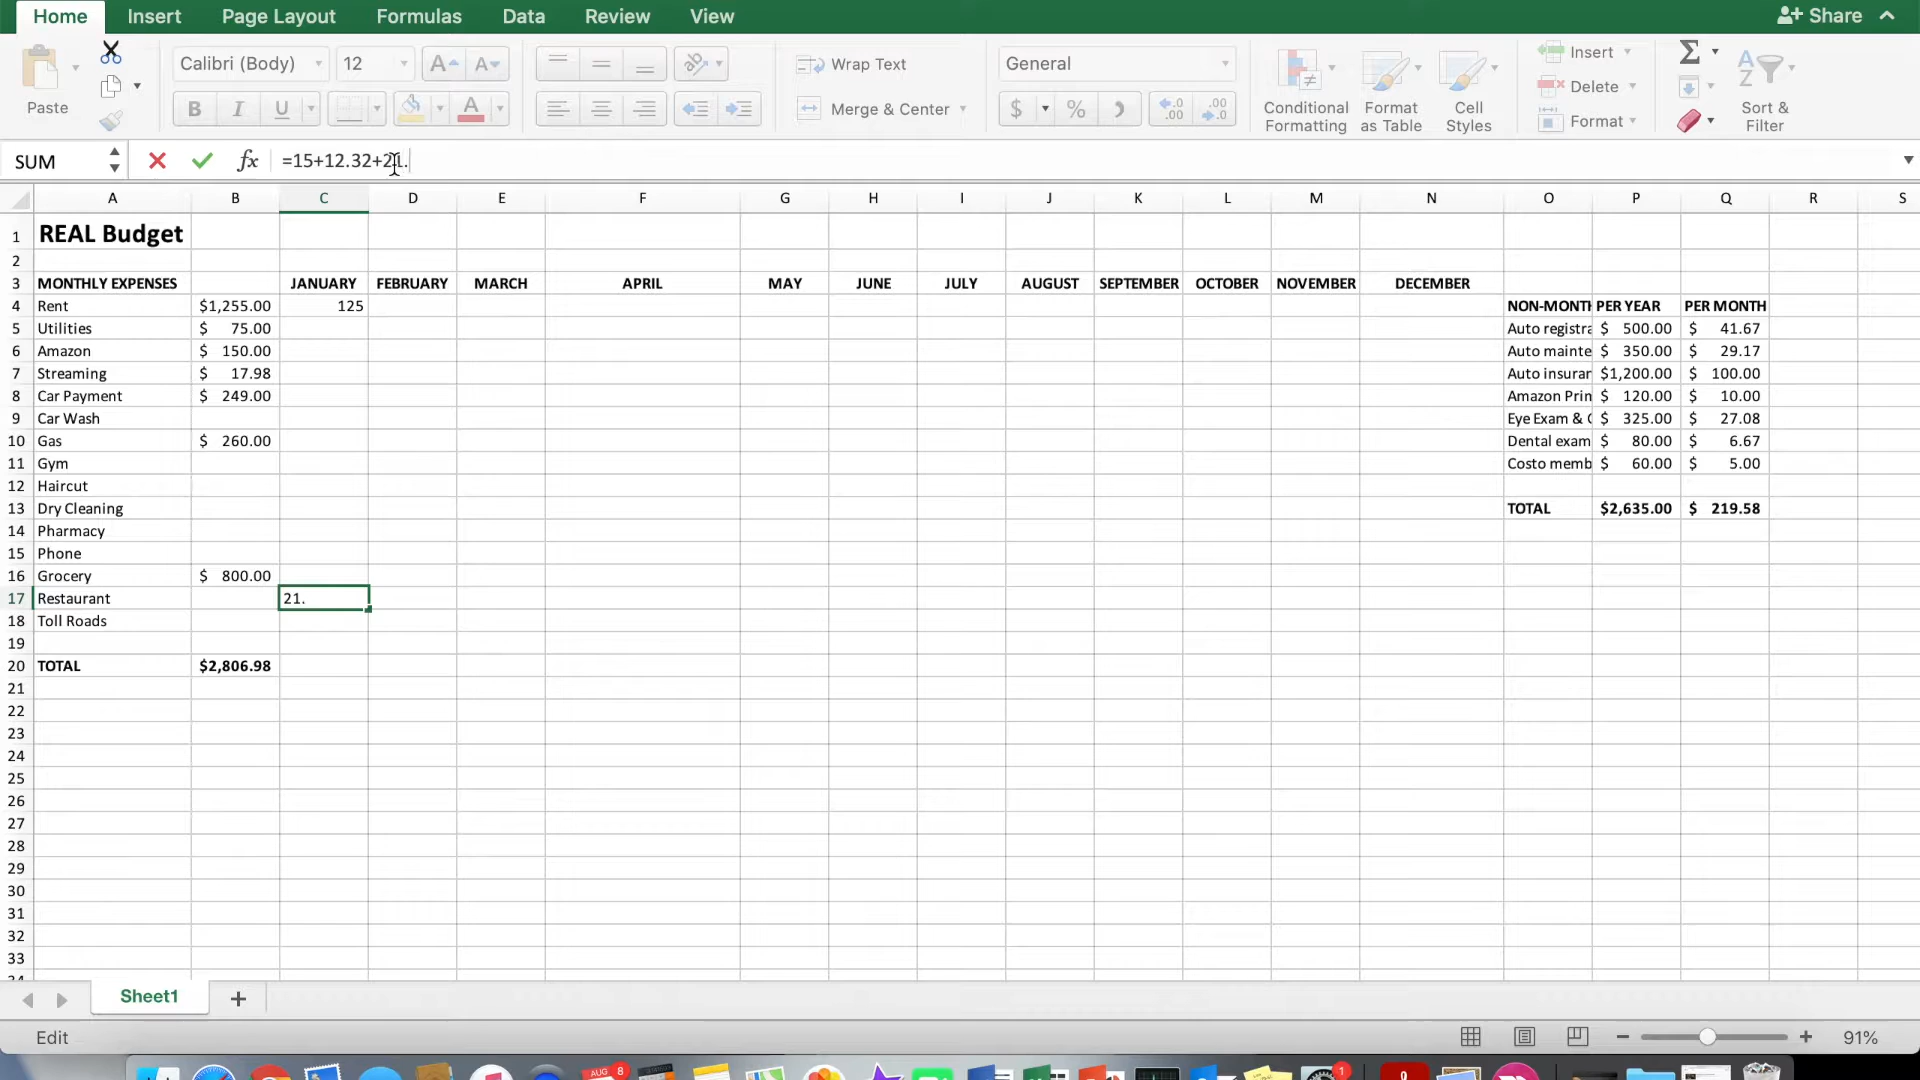 Home Insert Page Layout Formulas Data Review View Share
Calibri (Body) 12 Wrap Text General Insert
Paste B I U Merge & Center $ % Conditional Formatting Format as Table Cell Styles Delete Format Sort & Filter
SUM fx =15+12.32+21.
A B C D E F G H I J K L M N O P Q R S
1 REAL Budget
2
3 MONTHLY EXPENSES JANUARY FEBRUARY MARCH APRIL MAY JUNE JULY AUGUST SEPTEMBER OCTOBER NOVEMBER DECEMBER
4 Rent $1,255.00 125 NON-MONTH PER YEAR PER MONTH
5 Utilities $ 75.00 Auto registra $ 500.00 $ 41.67
6 Amazon $ 150.00 Auto mainte $ 350.00 $ 29.17
7 Streaming $ 17.98 Auto insurar $1,200.00 $ 100.00
8 Car Payment $ 249.00 Amazon Prin $ 120.00 $ 10.00
9 Car Wash Eye Exam & $ 325.00 $ 27.08
10 Gas $ 260.00 Dental exam $ 80.00 $ 6.67
11 Gym Costo memb $ 60.00 $ 5.00
12 Haircut
13 Dry Cleaning TOTAL $2,635.00 $ 219.58
14 Pharmacy
15 Phone
16 Grocery $ 800.00
17 Restaurant 21.
18 Toll Roads
19
20 TOTAL $2,806.98
21
22
23
24
25
26
27
28
29
30
31
32
33
Sheet1 +
Edit 91%
AUG 8 1